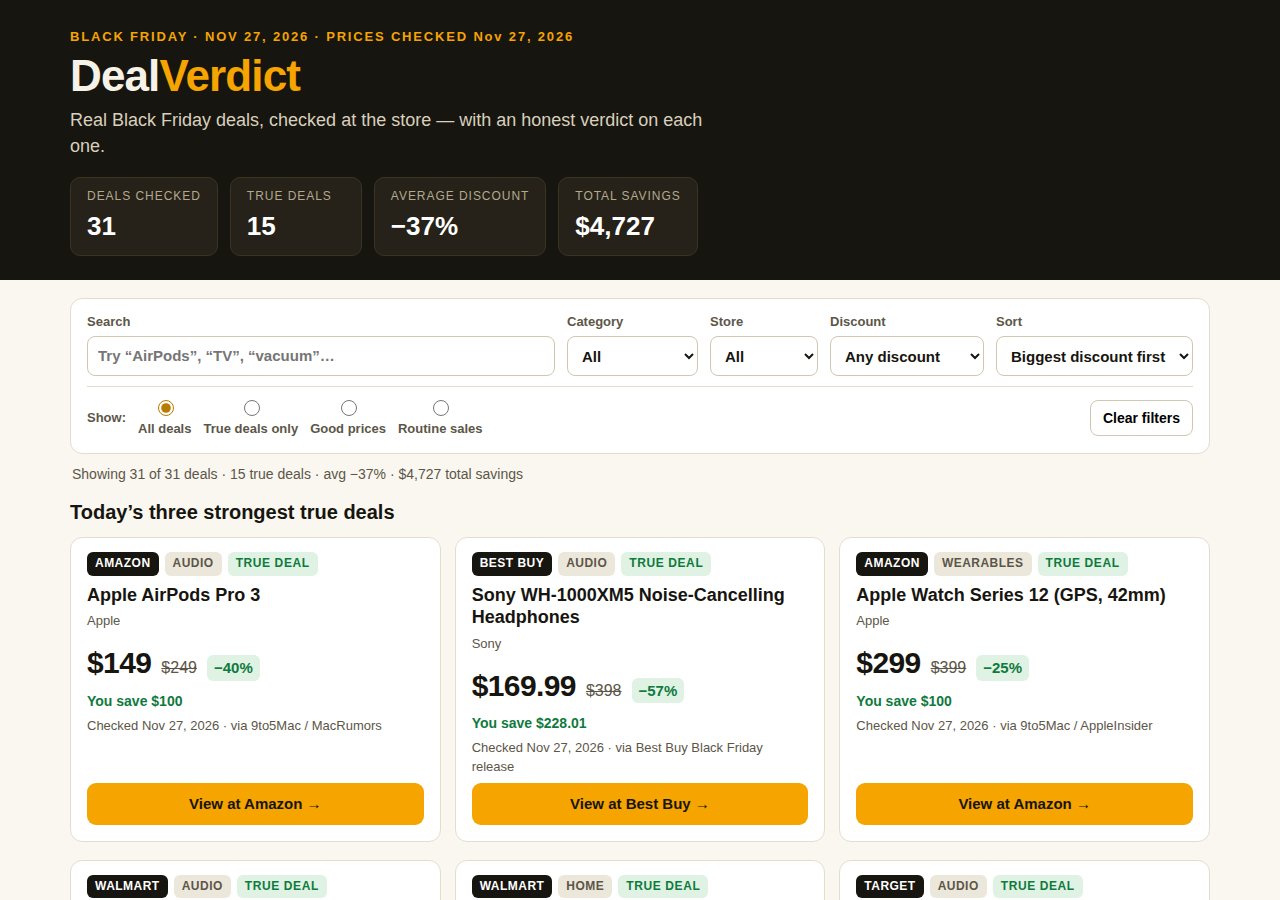 BLACK FRIDAY · NOV 27, 2026 · PRICES CHECKED Nov 27, 2026
DealVerdict
Real Black Friday deals, checked at the store — with an honest verdict on each
one.
DEALS CHECKED
31
TRUE DEALS
15
AVERAGE DISCOUNT
−37%
TOTAL SAVINGS
$4,727
Search
Try “AirPods”, “TV”, “vacuum”…
Category
All
Store
All
Discount
Any discount
Sort
Biggest discount first
Show:
All deals
True deals only
Good prices
Routine sales
Clear filters
Showing 31 of 31 deals · 15 true deals · avg −37% · $4,727 total savings
Today’s three strongest true deals
AMAZON AUDIO TRUE DEAL
Apple AirPods Pro 3
Apple
$149 $249 −40%
You save $100
Checked Nov 27, 2026 · via 9to5Mac / MacRumors
View at Amazon →
BEST BUY AUDIO TRUE DEAL
Sony WH-1000XM5 Noise-Cancelling
Headphones
Sony
$169.99 $398 −57%
You save $228.01
Checked Nov 27, 2026 · via Best Buy Black Friday
release
View at Best Buy →
AMAZON WEARABLES TRUE DEAL
Apple Watch Series 12 (GPS, 42mm)
Apple
$299 $399 −25%
You save $100
Checked Nov 27, 2026 · via 9to5Mac / AppleInsider
View at Amazon →
WALMART AUDIO TRUE DEAL
WALMART HOME TRUE DEAL
TARGET AUDIO TRUE DEAL